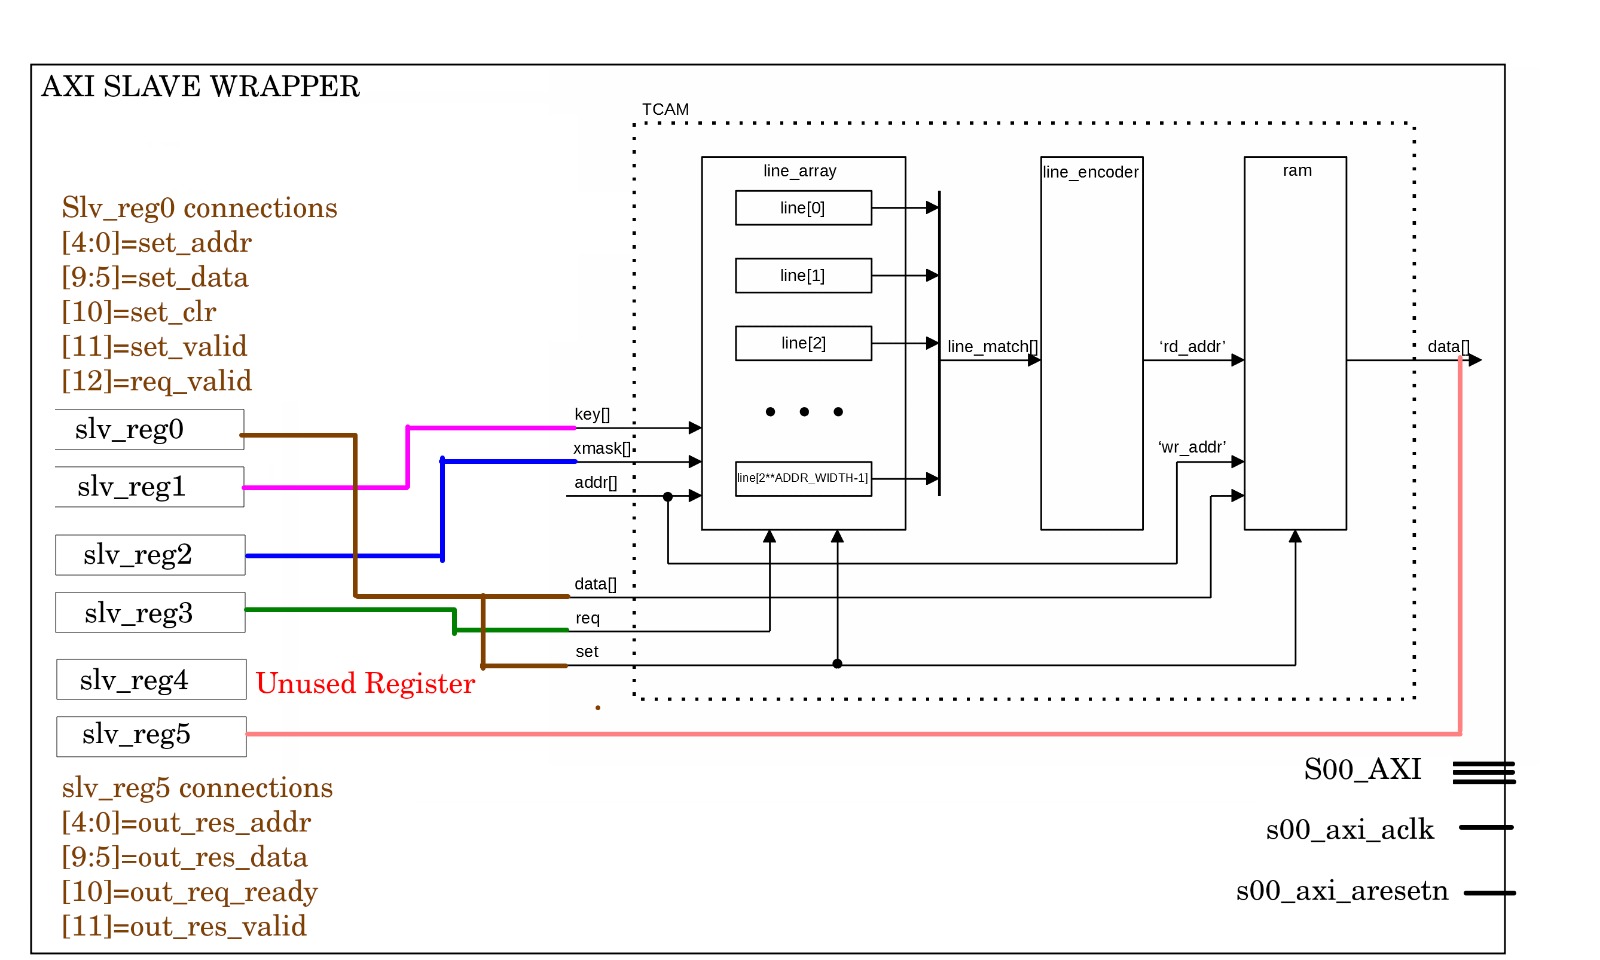 AXI SLAVE WRAPPER
TCAM
line_array
line[0]
line[1]
line[2]
line[2**ADDR_WIDTH-1]
line_match[]
line_encoder
'rd_addr'
'wr_addr'
ram
data[]
Slv_reg0 connections
[4:0]=set_addr
[9:5]=set_data
[10]=set_clr
[11]=set_valid
[12]=req_valid
slv_reg0
slv_reg1
slv_reg2
slv_reg3
slv_reg4
Unused Register
slv_reg5
key[]
xmask[]
addr[]
data[]
req
set
slv_reg5 connections
[4:0]=out_res_addr
[9:5]=out_res_data
[10]=out_req_ready
[11]=out_res_valid
S00_AXI
s00_axi_aclk
s00_axi_aresetn